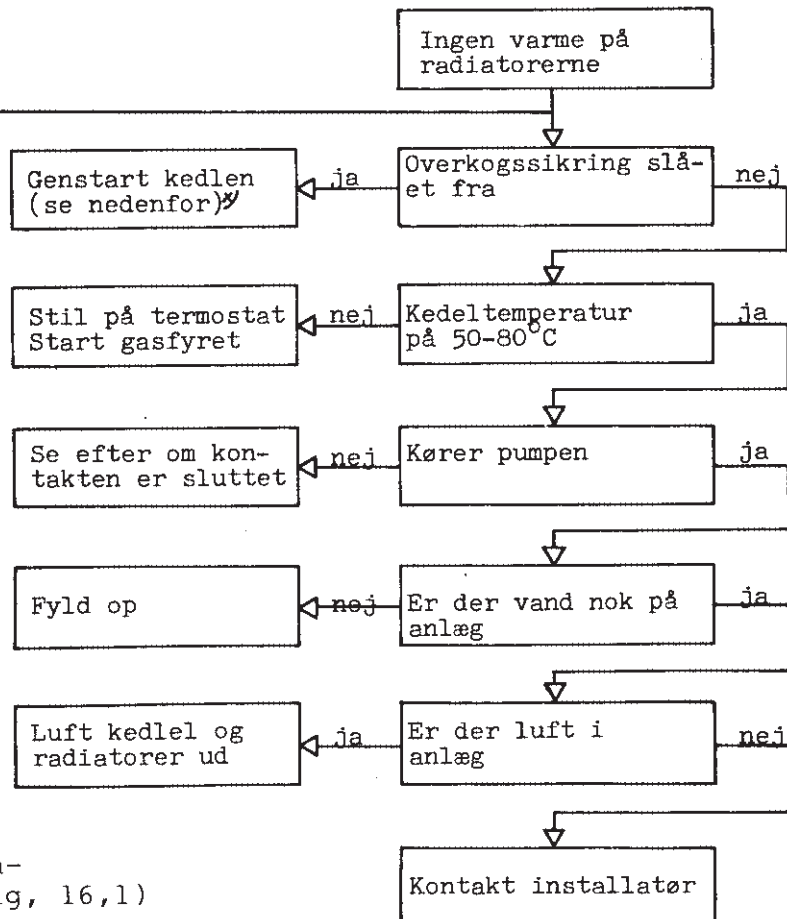 Ingen varme på
radiatorerne
Genstart kedlen
(se nedenfor)x)
ja
Overkogssikring slå-
et fra
nej
Stil på termostat
Start gasfyret
nej
Kedeltemperatur
på 50-80°C
ja
Se efter om kon-
takten er sluttet
nej
Kører pumpen
ja
Fyld op
nej
Er der vand nok på
anlæg
ja
Luft kedlel og
radiatorer ud
ja
Er der luft i
anlæg
nej
Kontakt installatør
16,1)